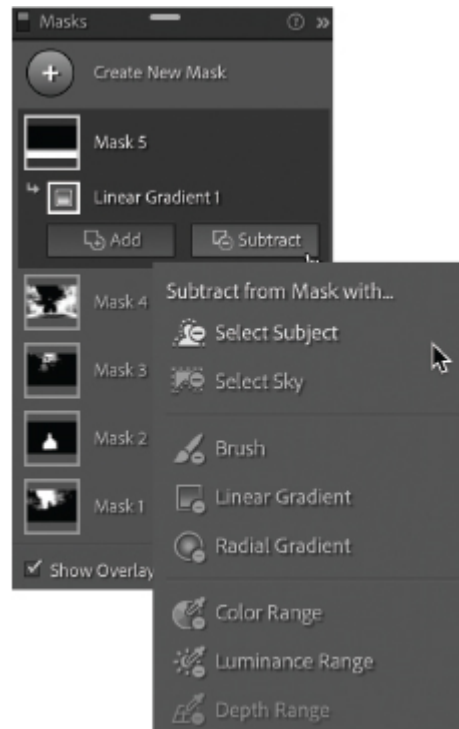 Masks
Create New Mask
Mask 5
Linear Gradient 1
Add
Subtract
Mask 4
Mask 3
Mask 2
Mask 1
Show Overlay
Subtract from Mask with...
Select Subject
Select Sky
Brush
Linear Gradient
Radial Gradient
Color Range
Luminance Range
Depth Range